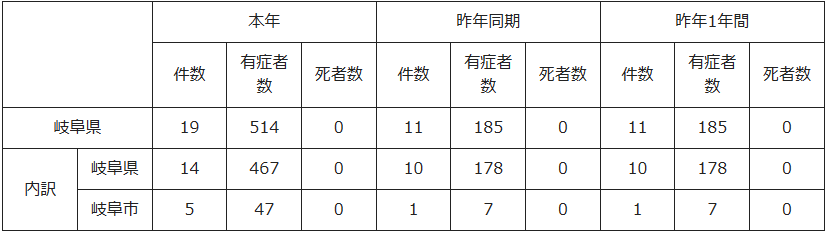 本年 昨年同期 昨年1年間
件数 有症者数 死者数 件数 有症者数 死者数 件数 有症者数 死者数
岐阜県 19 514 0 11 185 0 11 185 0
内訳 岐阜県 14 467 0 10 178 0 10 178 0
岐阜市 5 47 0 1 7 0 1 7 0